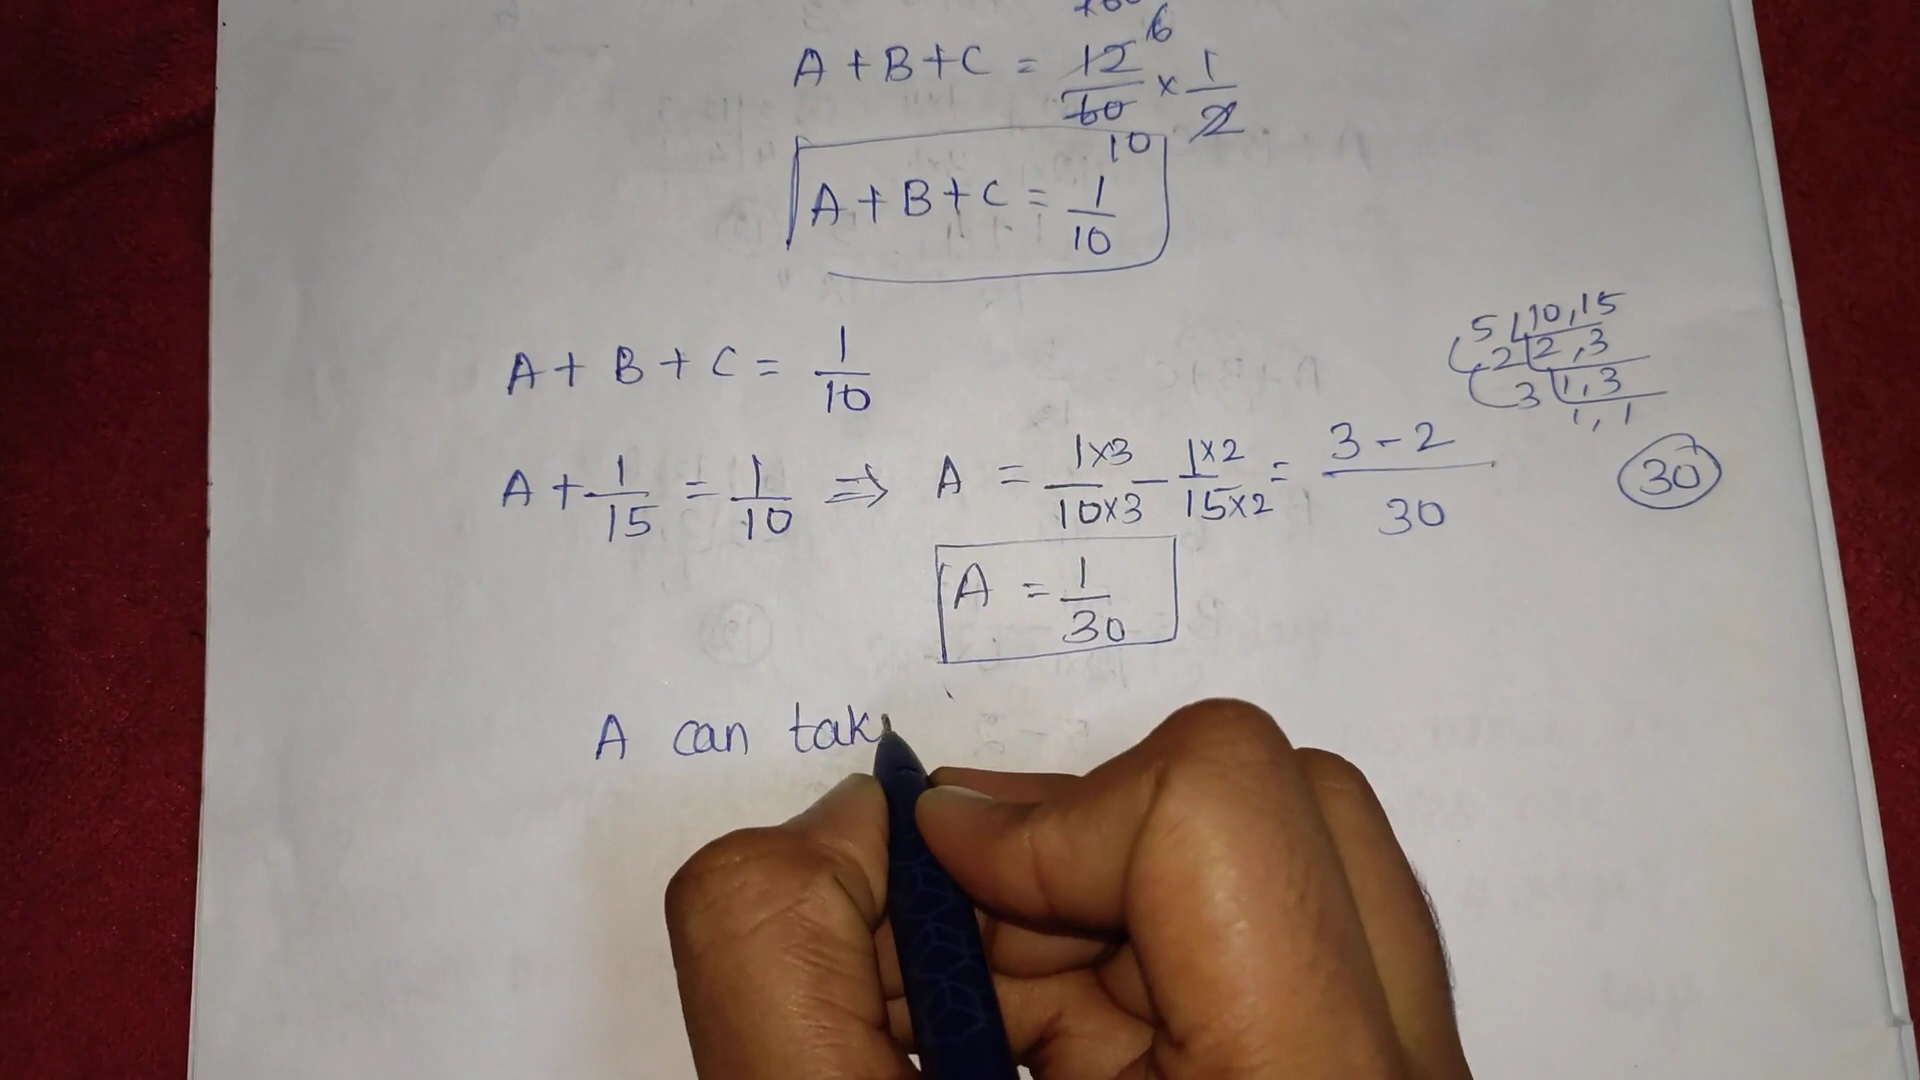 A + B + C = 12/60 6 × 1/2
10
A + B + C = 1/10
A + B + C = 1/10
5 10,15
2 2,3
3 1,3
1,1
30
A + 1/15 = 1/10 ⇒ A = 1×3/10×3 - 1×2/15×2 = 3-2/30
A = 1/30
A can tak